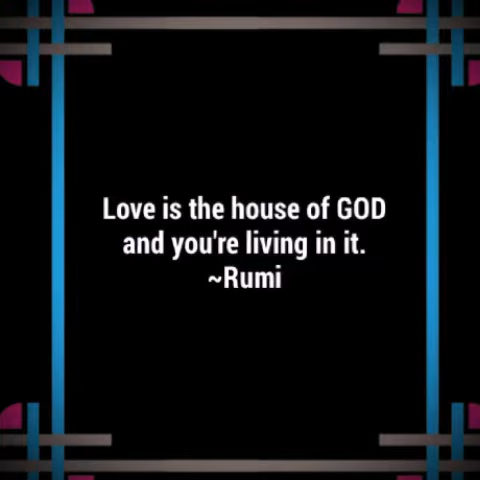 Love is the house of GOD
and you're living in it.
~Rumi